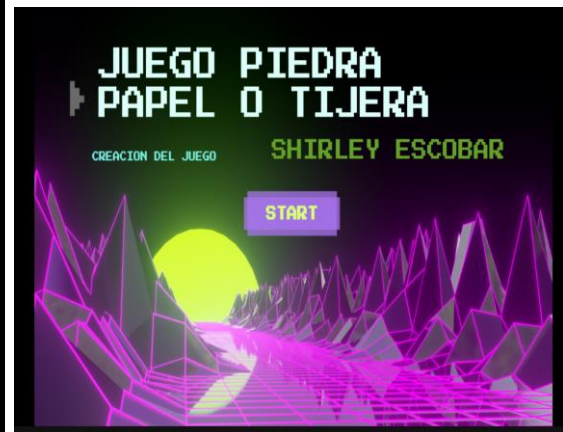 JUEGO PIEDRA
PAPEL O TIJERA
CREACION DEL JUEGO SHIRLEY ESCOBAR
START